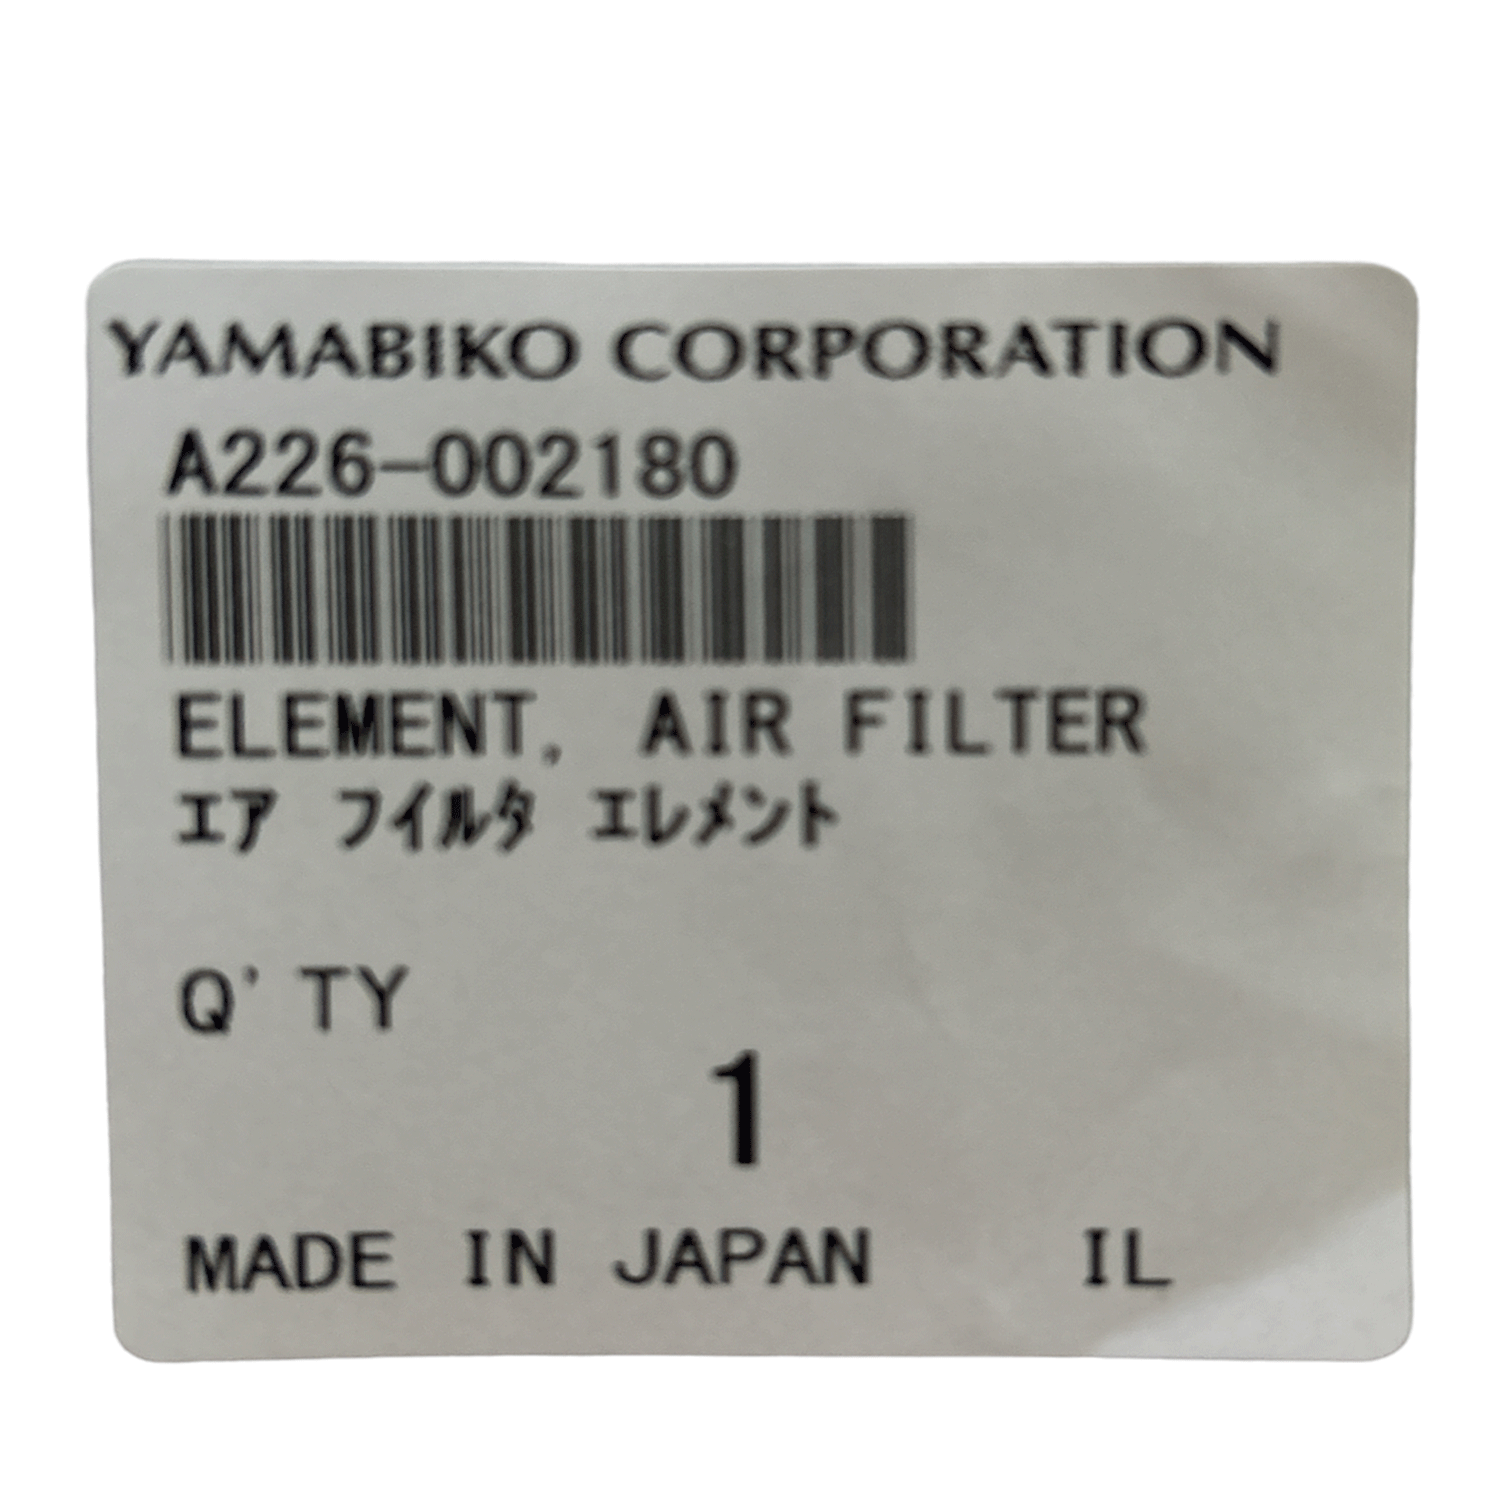 YAMABIKO CORPORATION
A226-002180
ELEMENT, AIR FILTER
エア フイルタ エレメント
Q'TY
1
MADE IN JAPAN IL